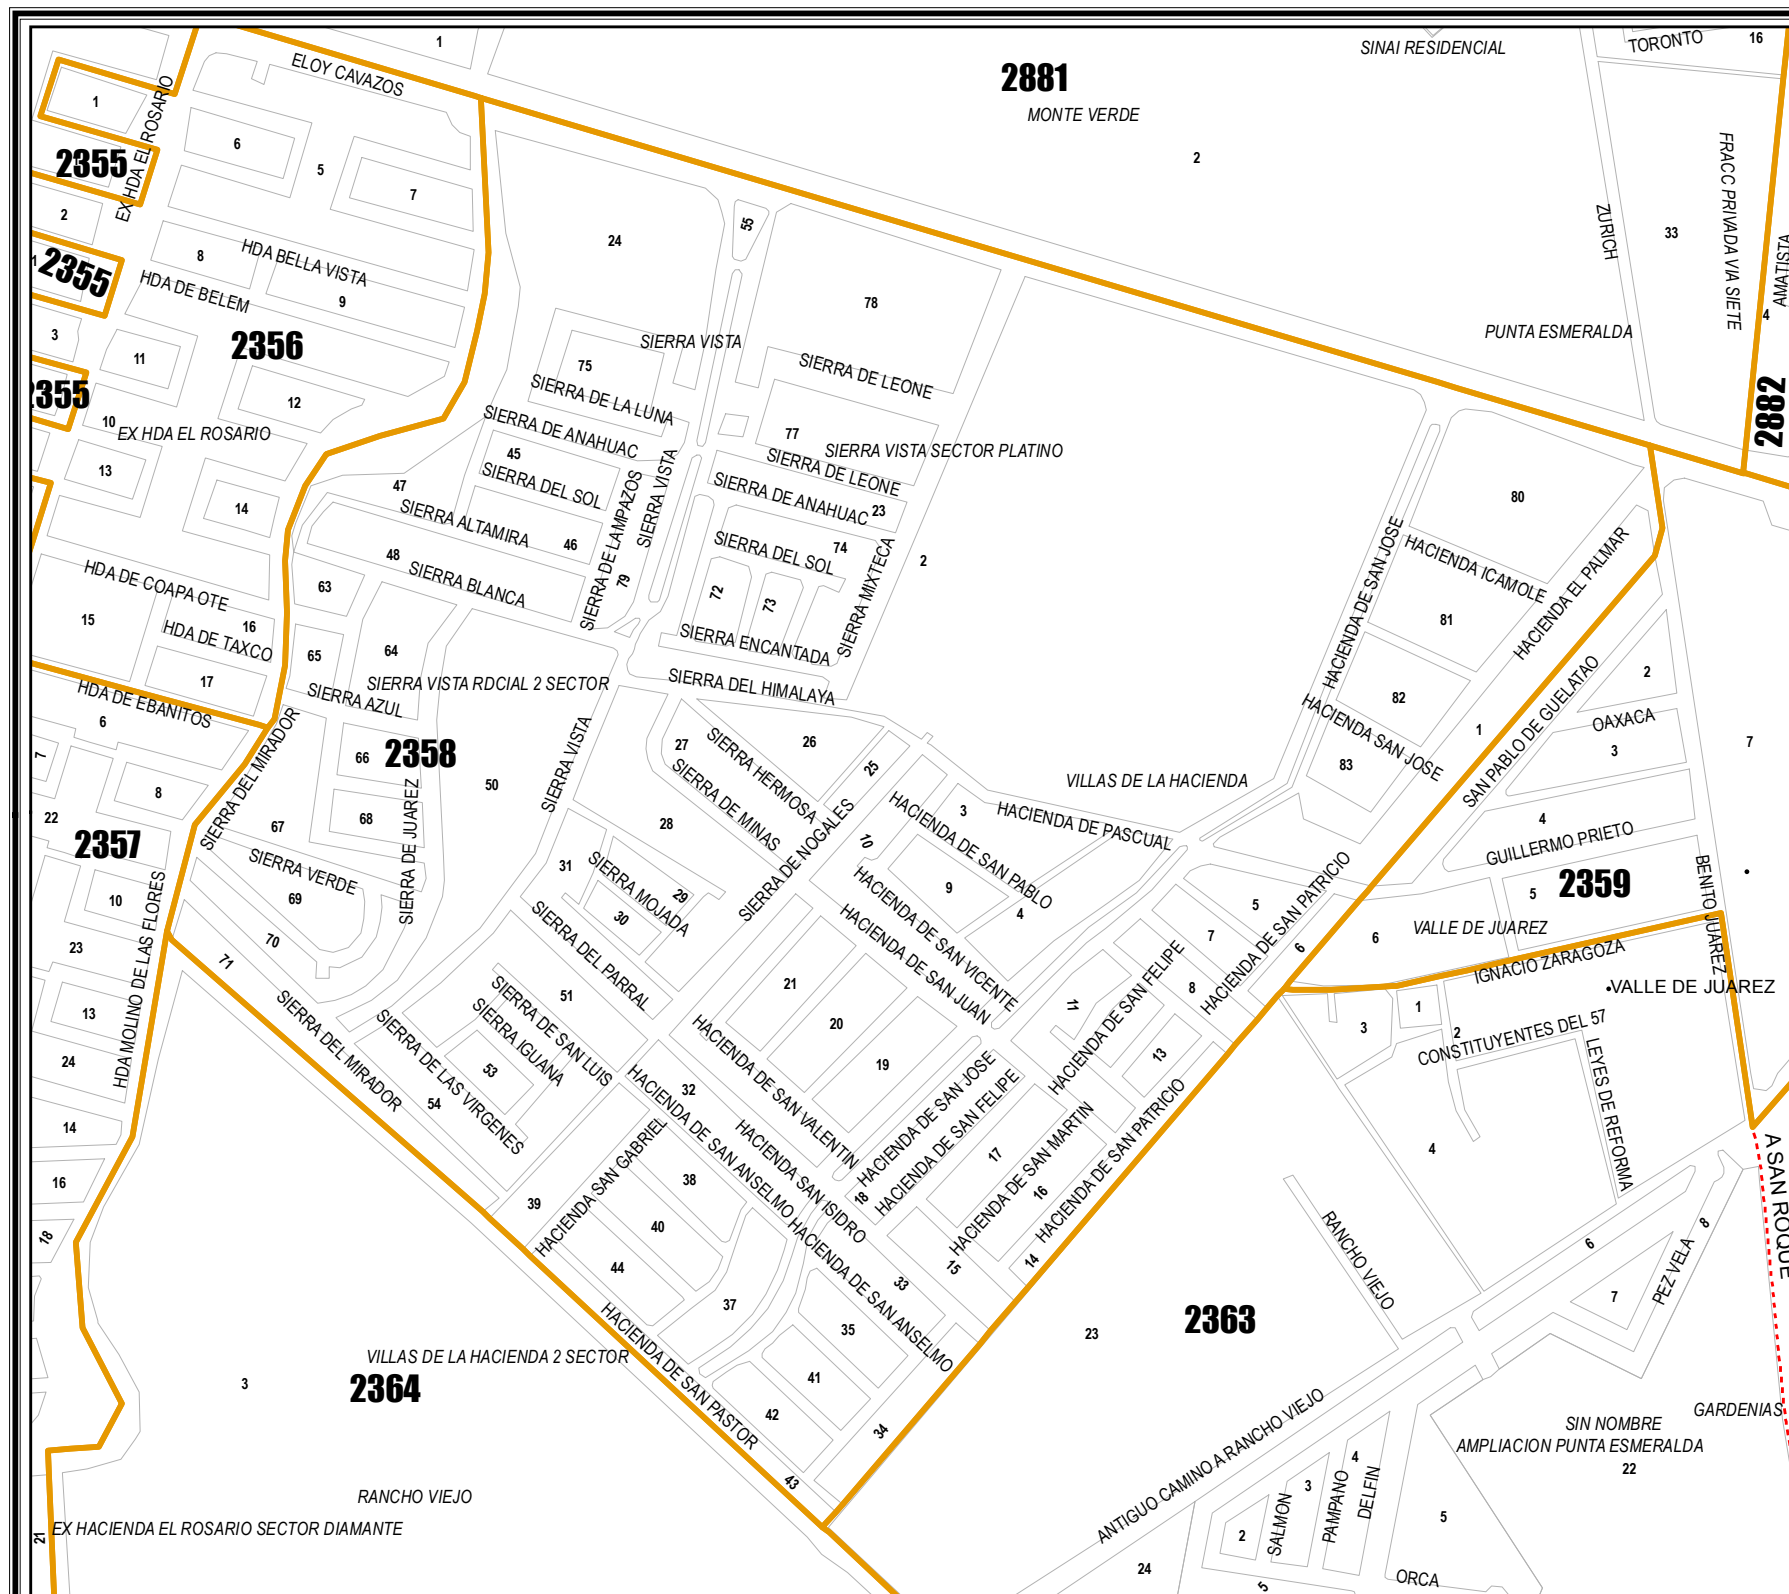 1
SINAI RESIDENCIAL
TORONTO
16
ELOY CAVAZOS
2881
MONTE VERDE
1
EX HDA EL ROSARIO
6
2
FRACC PRIVADA VIA SIETE
2355
5
7
2
55
ZURICH
33
AMATISTA
24
8
HDA BELLA VISTA
2355
HDA DE BELEM
9
78
4
3
2356
SIERRA VISTA
PUNTA ESMERALDA
11
75
SIERRA DE LEONE
2355
SIERRA DE LA LUNA
2882
12
10
EX HDA EL ROSARIO
SIERRA DE ANAHUAC
77
SIERRA VISTA SECTOR PLATINO
13
45
SIERRA DE LEONE
SIERRA DEL SOL
SIERRA VISTA
47
SIERRA DE ANAHUAC
23
80
14
SIERRA ALTAMIRA
46
SIERRA DE LAMPAZOS
SIERRA DEL SOL
74
HACIENDA DE SAN JOSE
HACIENDA ICAMOLE
HACIENDA EL PALMAR
48
SIERRA BLANCA
79
2
HDA DE COAPA OTE
63
72
73
SIERRA MIXTECA
15
16
HDA DE TAXCO
81
65
64
SIERRA ENCANTADA
17
SIERRA VISTA RDCIAL 2 SECTOR
SIERRA DEL HIMALAYA
2
HDA DE EBANITOS
SIERRA AZUL
82
SAN PABLO DE GUELATAO
OAXACA
6
HACIENDA SAN JOSE
1
3
7
7
SIERRA DEL MIRADOR
66
2358
SIERRA VISTA
27
SIERRA HERMOSA
26
25
83
VILLAS DE LA HACIENDA
8
50
SIERRA DE MINAS
3
HACIENDA DE PASCUAL
22
67
68
SIERRA DE JUAREZ
28
SIERRA DE NOGALES
10
HACIENDA DE SAN PABLO
4
GUILLERMO PRIETO
2357
SIERRA VERDE
31
SIERRA MOJADA
29
HACIENDA DE SAN VICENTE
9
HACIENDA DE SAN PATRICIO
BENITO JUAREZ
2359
10
69
30
4
5
5
HDA MOLINO DE LAS FLORES
SIERRA DEL PARRAL
HACIENDA DE SAN JUAN
7
VALLE DE JUAREZ
23
70
6
6
71
IGNACIO ZARAGOZA
HACIENDA DE SAN FELIPE
8
HACIENDA DE SAN PATRICIO
21
VALLE DE JUAREZ
13
SIERRA DEL MIRADOR
SIERRA DE SAN LUIS
51
11
1
SIERRA IGUANA
HACIENDA DE SAN VALENTIN
20
3
2
CONSTITUYENTES DEL 57
24
SIERRA DE LAS VIRGENES
53
19
13
LEYES DE REFORMA
54
32
HACIENDA DE SAN ANSELMO
HACIENDA DE SAN JOSE
HACIENDA DE SAN FELIPE
14
HACIENDA SAN GABRIEL
HACIENDA SAN ISIDRO
HACIENDA DE SAN MARTIN
HACIENDA DE SAN PATRICIO
4
A SAN ROQUE
16
38
17
16
39
40
18
RANCHO VIEJO
18
HACIENDA DE SAN ANSELMO
15
14
8
6
PEZ VELA
44
33
37
7
2363
HACIENDA DE SAN PASTOR
35
23
VILLAS DE LA HACIENDA 2 SECTOR
3
2364
41
42
34
ANTIGUO CAMINO A RANCHO VIEJO
GARDENIAS
SIN NOMBRE
AMPLIACION PUNTA ESMERALDA
22
43
4
3
RANCHO VIEJO
PAMPANO
DELFIN
5
21
EX HACIENDA EL ROSARIO SECTOR DIAMANTE
2
SALMON
24
5
ORCA